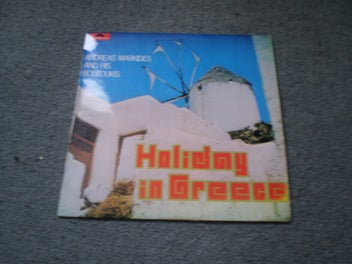 ANDREAS MARKIDES
AND HIS
BOUZOUKIS
Holiday
in Greece